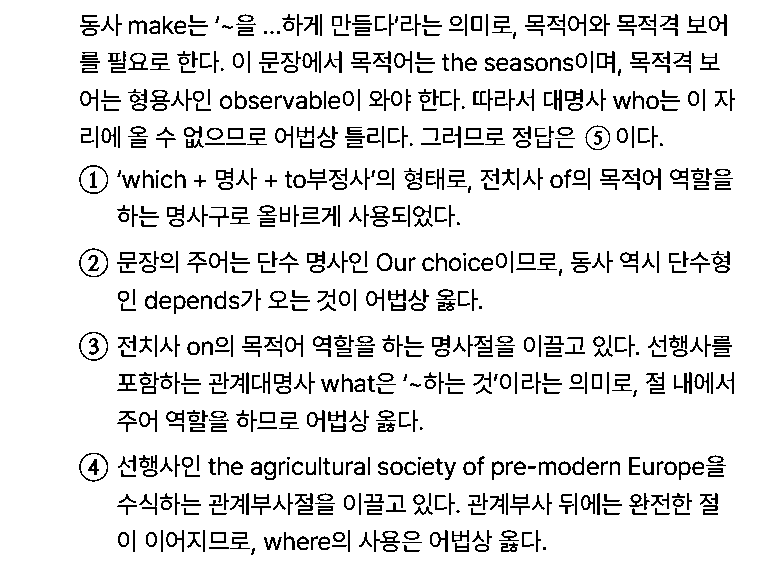 동사 make는 ‘~을 …하게 만들다’라는 의미로, 목적어와 목적격 보어
를 필요로 한다. 이 문장에서 목적어는 the seasons이며, 목적격 보
어는 형용사인 observable이 와야 한다. 따라서 대명사 who는 이 자
리에 올 수 없으므로 어법상 틀리다. 그러므로 정답은 ⑤이다.
① ‘which + 명사 + to부정사’의 형태로, 전치사 of의 목적어 역할을
하는 명사구로 올바르게 사용되었다.
② 문장의 주어는 단수 명사인 Our choice이므로, 동사 역시 단수형
인 depends가 오는 것이 어법상 옳다.
③ 전치사 on의 목적어 역할을 하는 명사절을 이끌고 있다. 선행사를
포함하는 관계대명사 what은 ‘~하는 것’이라는 의미로, 절 내에서
주어 역할을 하므로 어법상 옳다.
④ 선행사인 the agricultural society of pre-modern Europe을
수식하는 관계부사절을 이끌고 있다. 관계부사 뒤에는 완전한 절
이 이어지므로, where의 사용은 어법상 옳다.